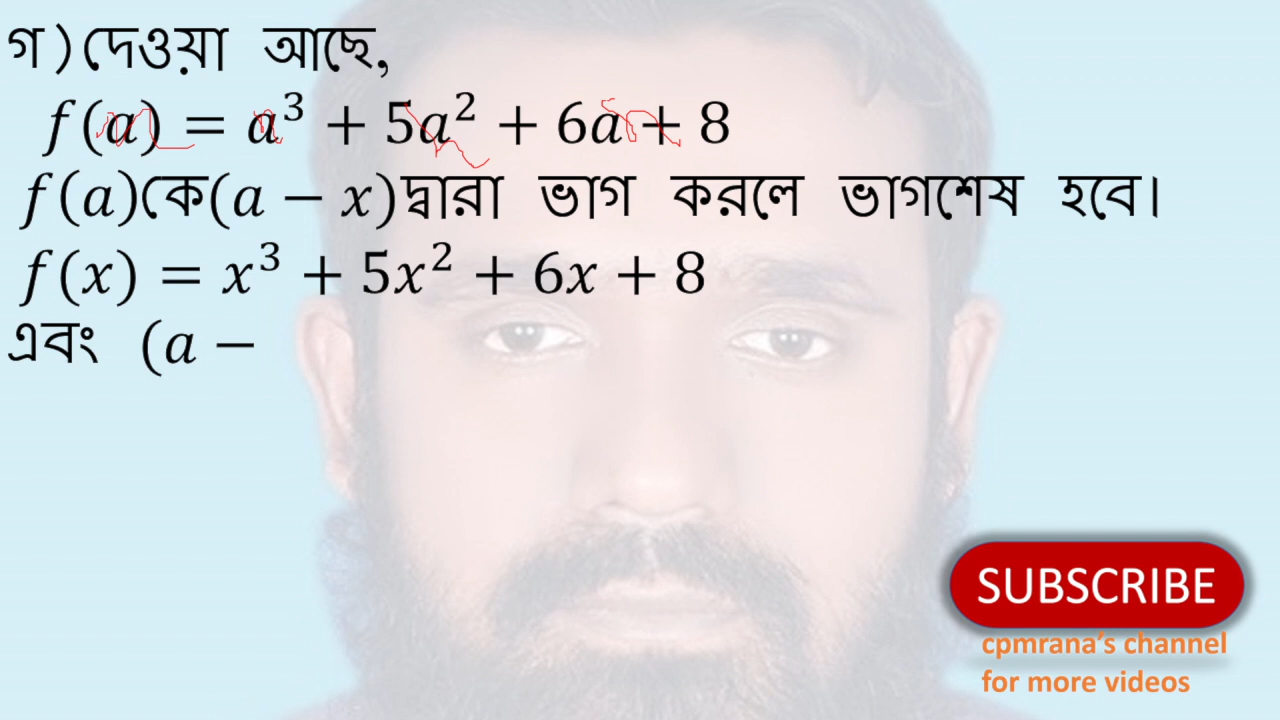 গ) দেওয়া আছে,
f(a) = a³ + 5a² + 6a + 8
f(a)কে(a − x)দ্বারা ভাগ করলে ভাগশেষ হবে।
f(x) = x³ + 5x² + 6x + 8
এবং (a −
SUBSCRIBE
cpmrana's channel
for more videos